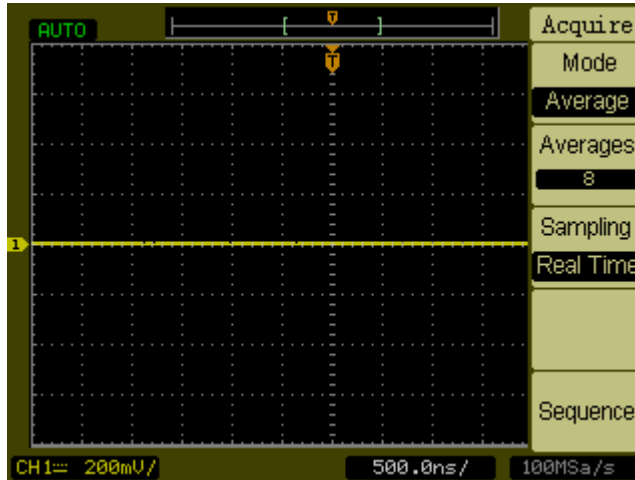 AUTO
T
Acquire
T
Mode
Average
Averages
8
1
Sampling
Real Time
Sequence
CH1 200mV/
500.0ns/
100MSa/s